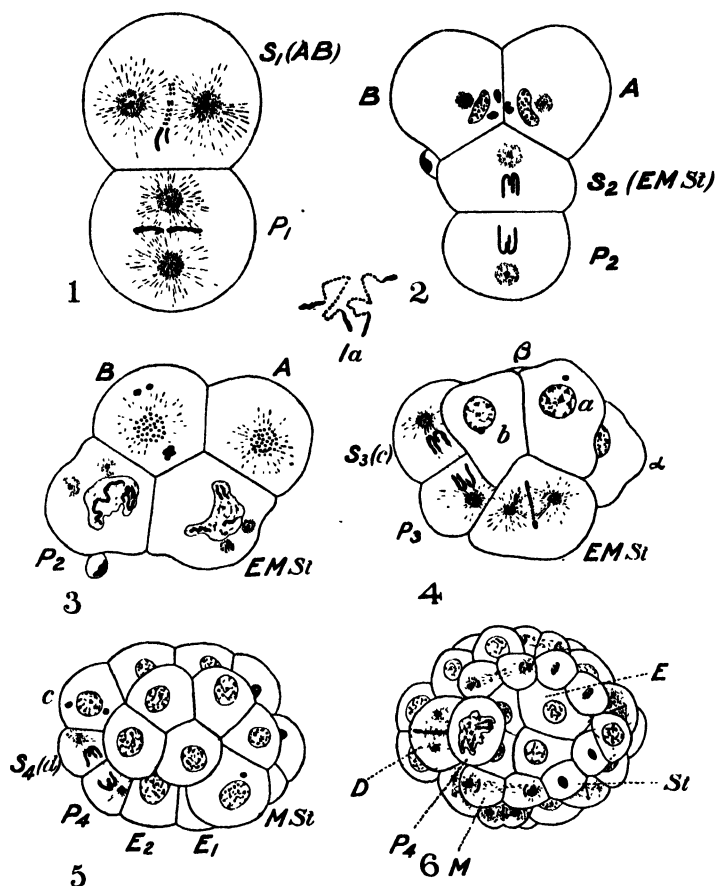 S₁(AB)
P₁
1
B
A
S₂ (EMSt)
P₂
2
1a
B
A
P₂
EMSt
3
β
a
b
S₃(c)
α
P₃
EMSt
4
c
S₄(d)
P₄
E₂
E₁
MSt
5
E
D
St
P₄
M
6